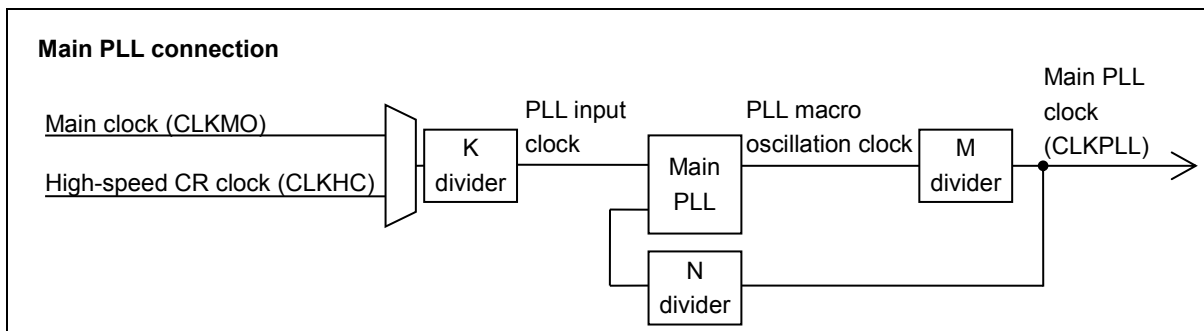 Main PLL connection
Main clock (CLKMO)
High-speed CR clock (CLKHC)
K
divider
PLL input
clock
Main
PLL
PLL macro
oscillation clock
M
divider
Main PLL
clock
(CLKPLL)
N
divider